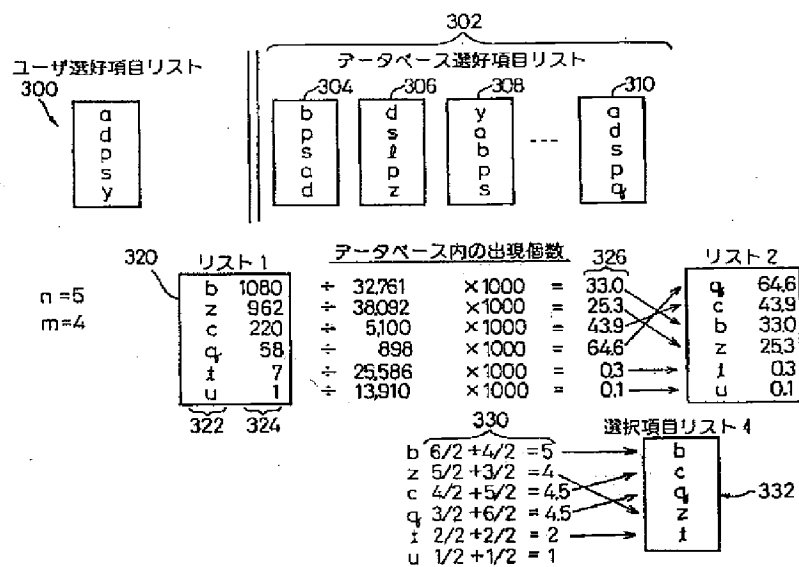 302
ユーザ選好項目リスト
データベース選好項目リスト
300
304
306
308
310
a
d
p
s
y
b
p
s
a
d
d
s
ℓ
p
z
y
a
b
p
s
---
a
d
s
p
q
データベース内の出現個数
320
リスト1
326
リスト2
n=5
m=4
b 1080 ÷ 32,761 ×1000 = 33.0
z 962 ÷ 38,092 ×1000 = 25.3
c 220 ÷ 5,100 ×1000 = 43.9
q 58 ÷ 898 ×1000 = 64.6
t 7 ÷ 25,586 ×1000 = 0.3
u 1 ÷ 13,910 ×1000 = 0.1
q 64.6
c 43.9
b 33.0
z 25.3
t 0.3
u 0.1
322 324
330
選択項目リスト4
b 6/2 +4/2 =5
z 5/2 +3/2 =4
c 4/2 +5/2 =4.5
q 3/2 +6/2 =4.5
t 2/2 +2/2 = 2
u 1/2 +1/2 = 1
b
c
q
z
t
332